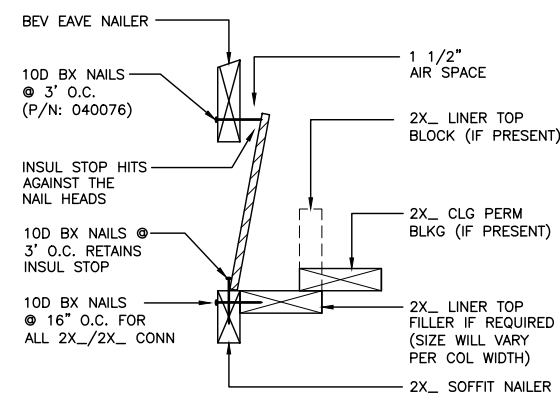 BEV EAVE NAILER
10D BX NAILS
@ 3' O.C.
(P/N: 040076)
INSUL STOP HITS
AGAINST THE
NAIL HEADS
10D BX NAILS @
3' O.C. RETAINS
INSUL STOP
10D BX NAILS
@ 16" O.C. FOR
ALL 2X_/2X_ CONN
1 1/2"
AIR SPACE
2X_ LINER TOP
BLOCK (IF PRESENT)
2X_ CLG PERM
BLKG (IF PRESENT)
2X_ LINER TOP
FILLER IF REQUIRED
(SIZE WILL VARY
PER COL WIDTH)
2X_ SOFFIT NAILER